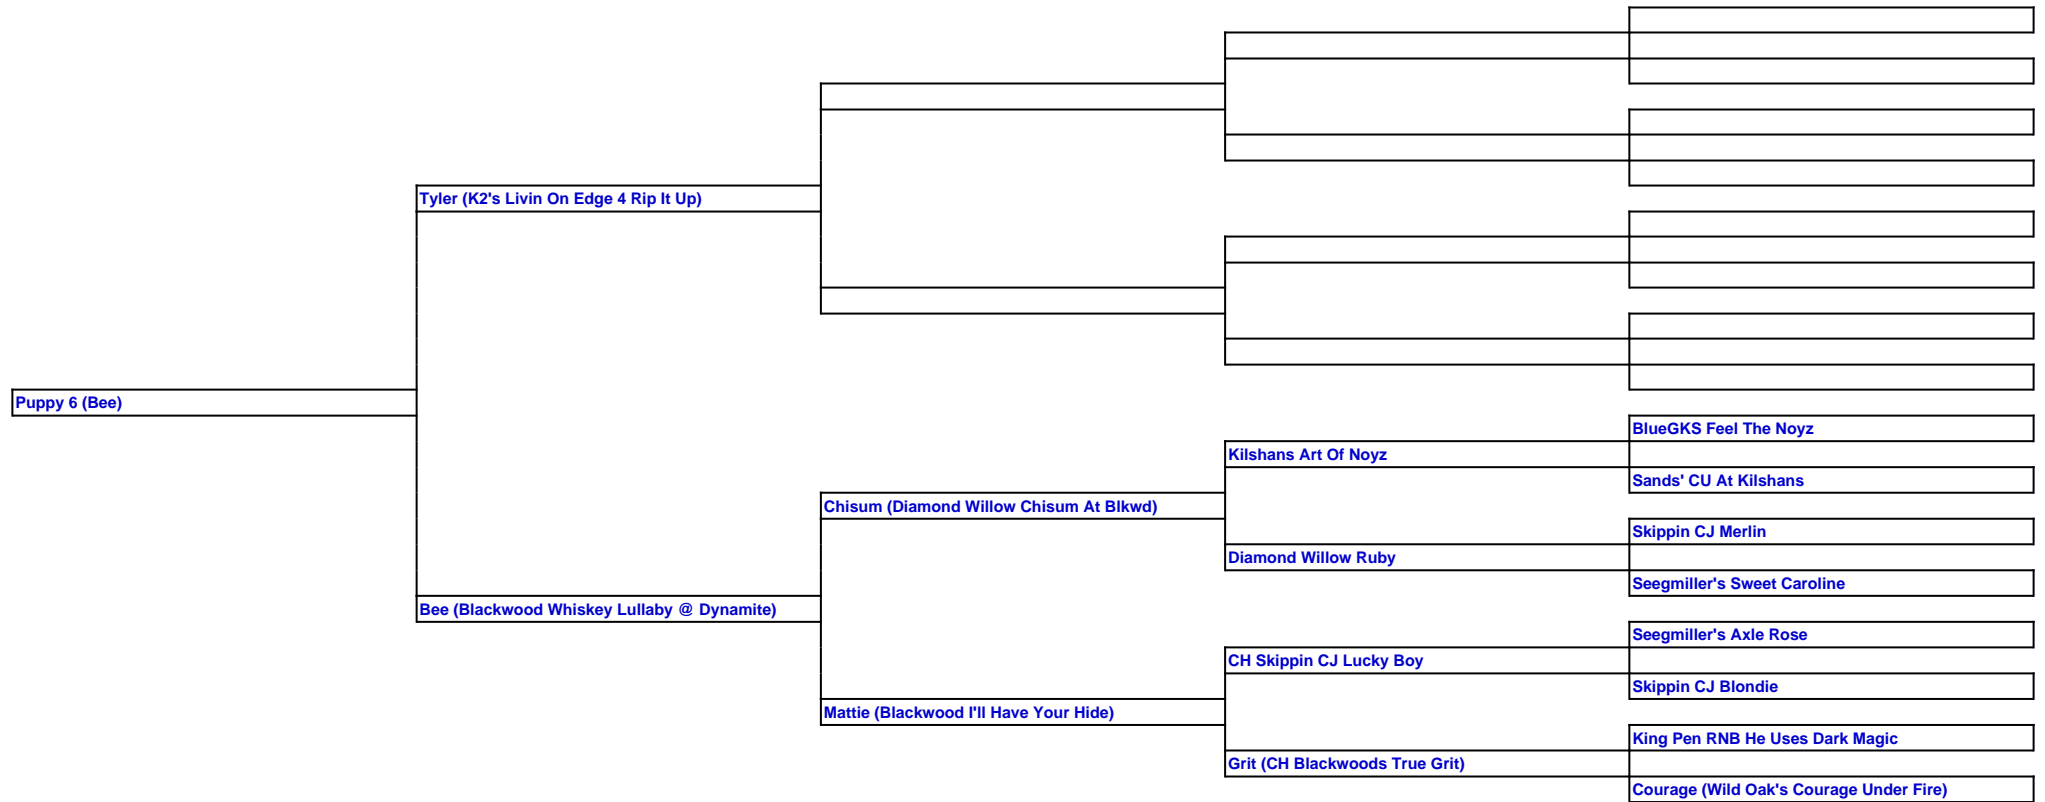 Tyler (K2's Livin On Edge 4 Rip It Up)
Puppy 6 (Bee)
BlueGKS Feel The Noyz
Kilshans Art Of Noyz
Sands' CU At Kilshans
Chisum (Diamond Willow Chisum At Blkwd)
Skippin CJ Merlin
Diamond Willow Ruby
Seegmiller's Sweet Caroline
Bee (Blackwood Whiskey Lullaby @ Dynamite)
Seegmiller's Axle Rose
CH Skippin CJ Lucky Boy
Skippin CJ Blondie
Mattie (Blackwood I'll Have Your Hide)
King Pen RNB He Uses Dark Magic
Grit (CH Blackwoods True Grit)
Courage (Wild Oak's Courage Under Fire)